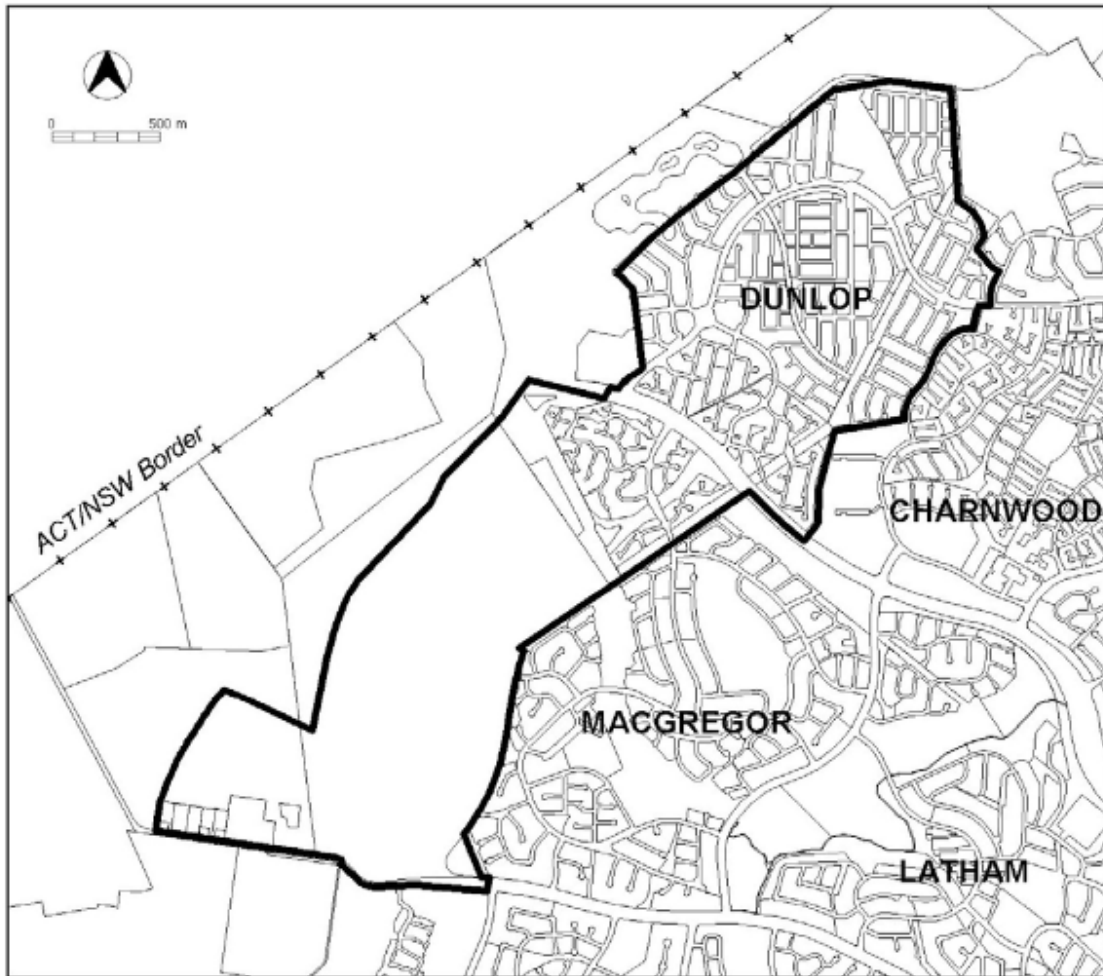 0 500 m
DUNLOP
ACT/NSW Border
CHARNWOOD
MACGREGOR
LATHAM